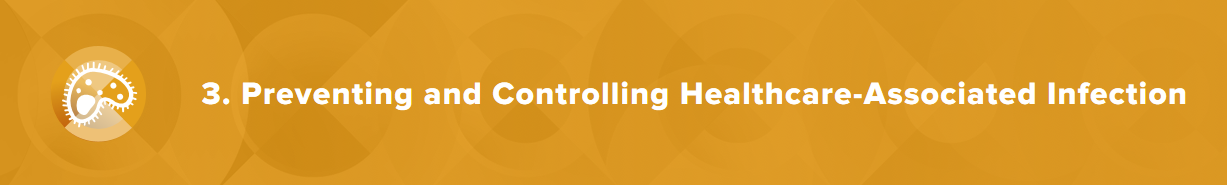 3. Preventing and Controlling Healthcare-Associated Infection